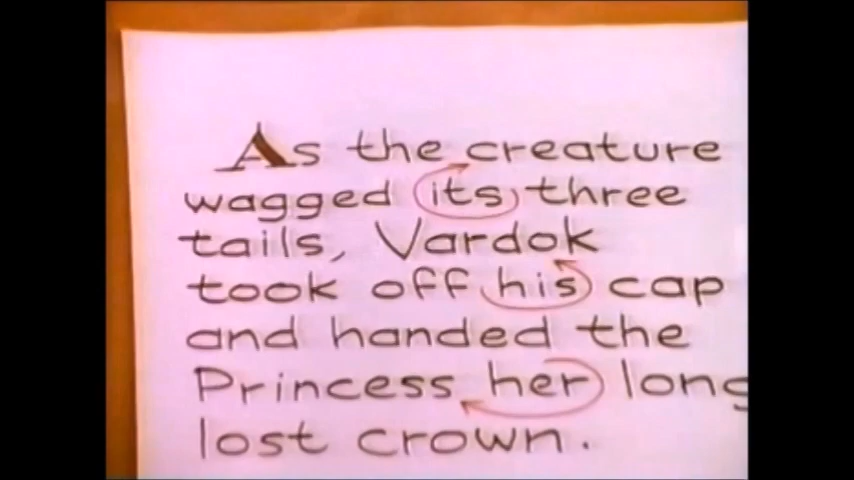 As the creature
wagged its three
tails, Vardok
took off his cap
and handed the
Princess her long
lost crown.